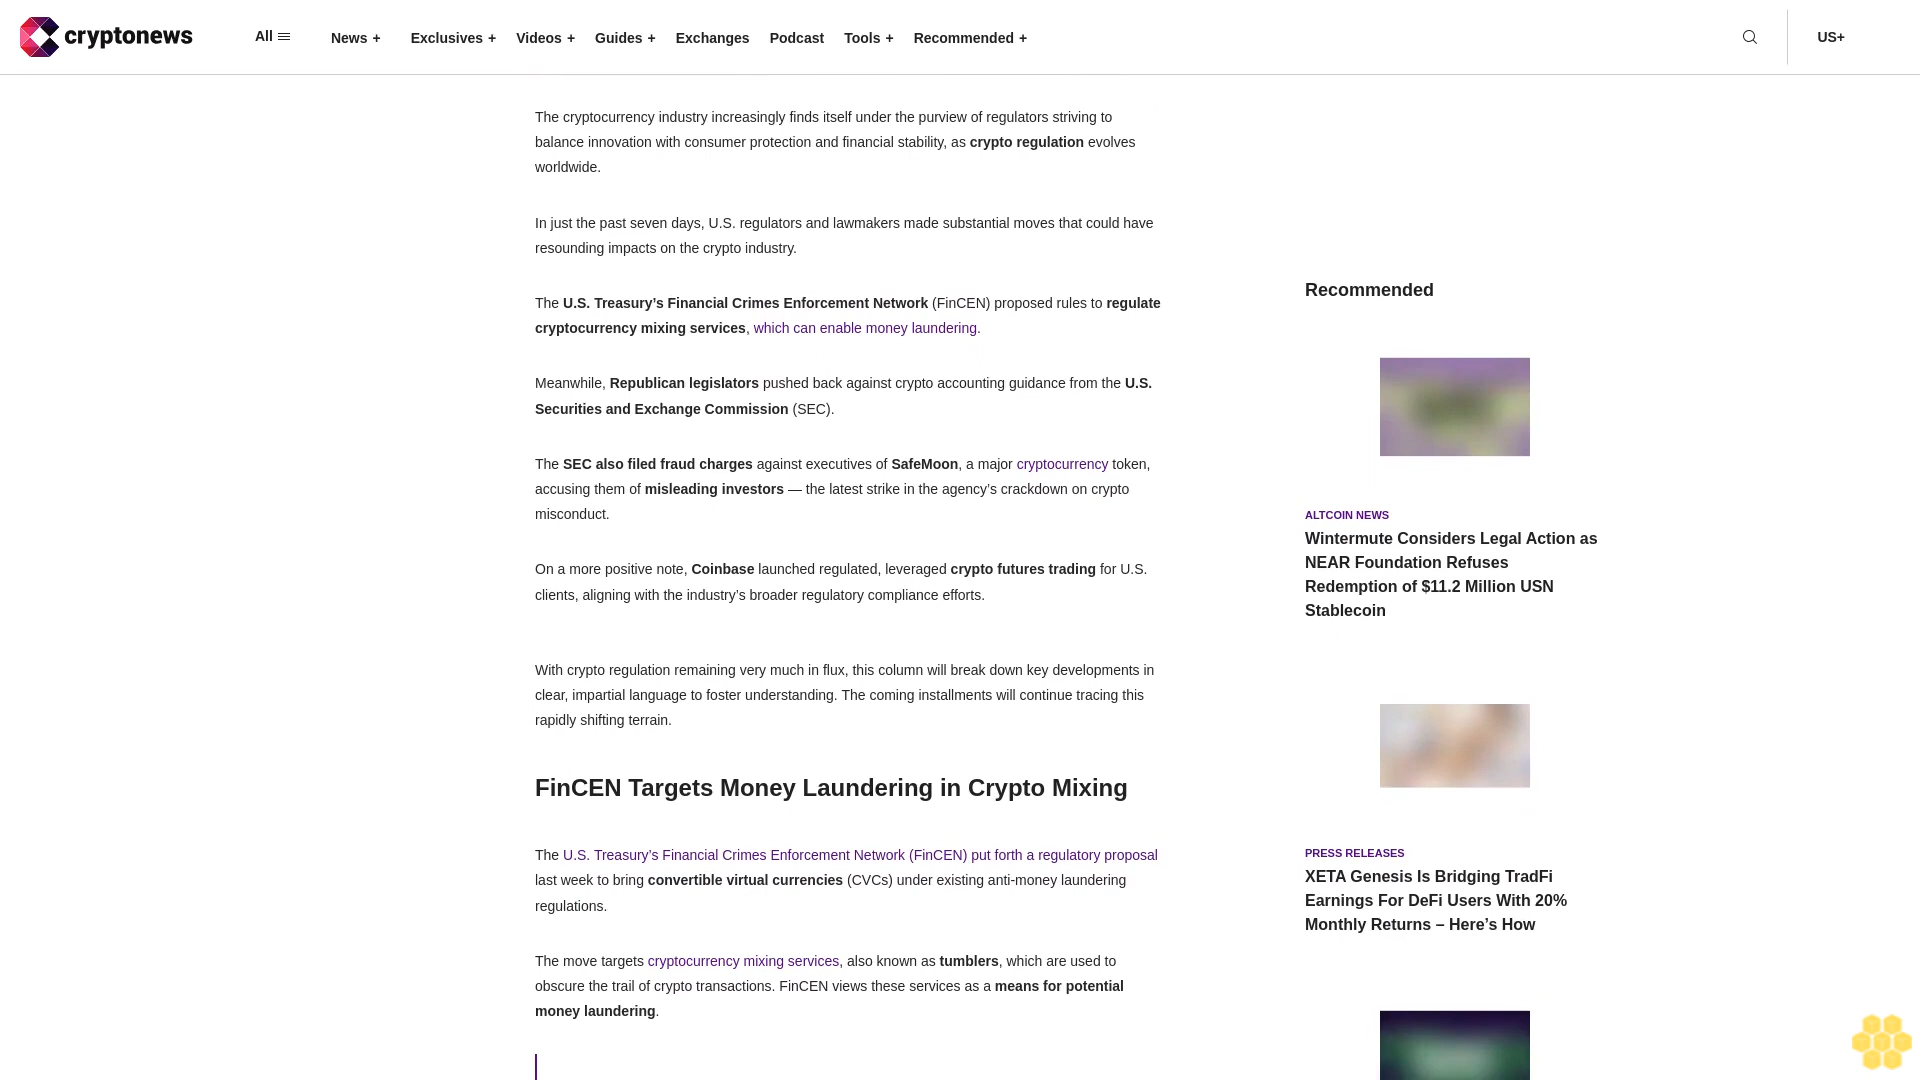 cryptonews
All
News +
Exclusives +
Videos +
Guides +
Exchanges
Podcast
Tools +
Recommended +
US+
The cryptocurrency industry increasingly finds itself under the purview of regulators striving to
balance innovation with consumer protection and financial stability, as crypto regulation evolves
worldwide.
In just the past seven days, U.S. regulators and lawmakers made substantial moves that could have
resounding impacts on the crypto industry.
The U.S. Treasury’s Financial Crimes Enforcement Network (FinCEN) proposed rules to regulate
cryptocurrency mixing services, which can enable money laundering.
Meanwhile, Republican legislators pushed back against crypto accounting guidance from the U.S.
Securities and Exchange Commission (SEC).
The SEC also filed fraud charges against executives of SafeMoon, a major cryptocurrency token,
accusing them of misleading investors — the latest strike in the agency’s crackdown on crypto
misconduct.
On a more positive note, Coinbase launched regulated, leveraged crypto futures trading for U.S.
clients, aligning with the industry’s broader regulatory compliance efforts.
With crypto regulation remaining very much in flux, this column will break down key developments in
clear, impartial language to foster understanding. The coming installments will continue tracing this
rapidly shifting terrain.
FinCEN Targets Money Laundering in Crypto Mixing
The U.S. Treasury’s Financial Crimes Enforcement Network (FinCEN) put forth a regulatory proposal
last week to bring convertible virtual currencies (CVCs) under existing anti-money laundering
regulations.
The move targets cryptocurrency mixing services, also known as tumblers, which are used to
obscure the trail of crypto transactions. FinCEN views these services as a means for potential
money laundering.
Recommended
ALTCOIN NEWS
Wintermute Considers Legal Action as
NEAR Foundation Refuses
Redemption of $11.2 Million USN
Stablecoin
PRESS RELEASES
XETA Genesis Is Bridging TradFi
Earnings For DeFi Users With 20%
Monthly Returns – Here’s How